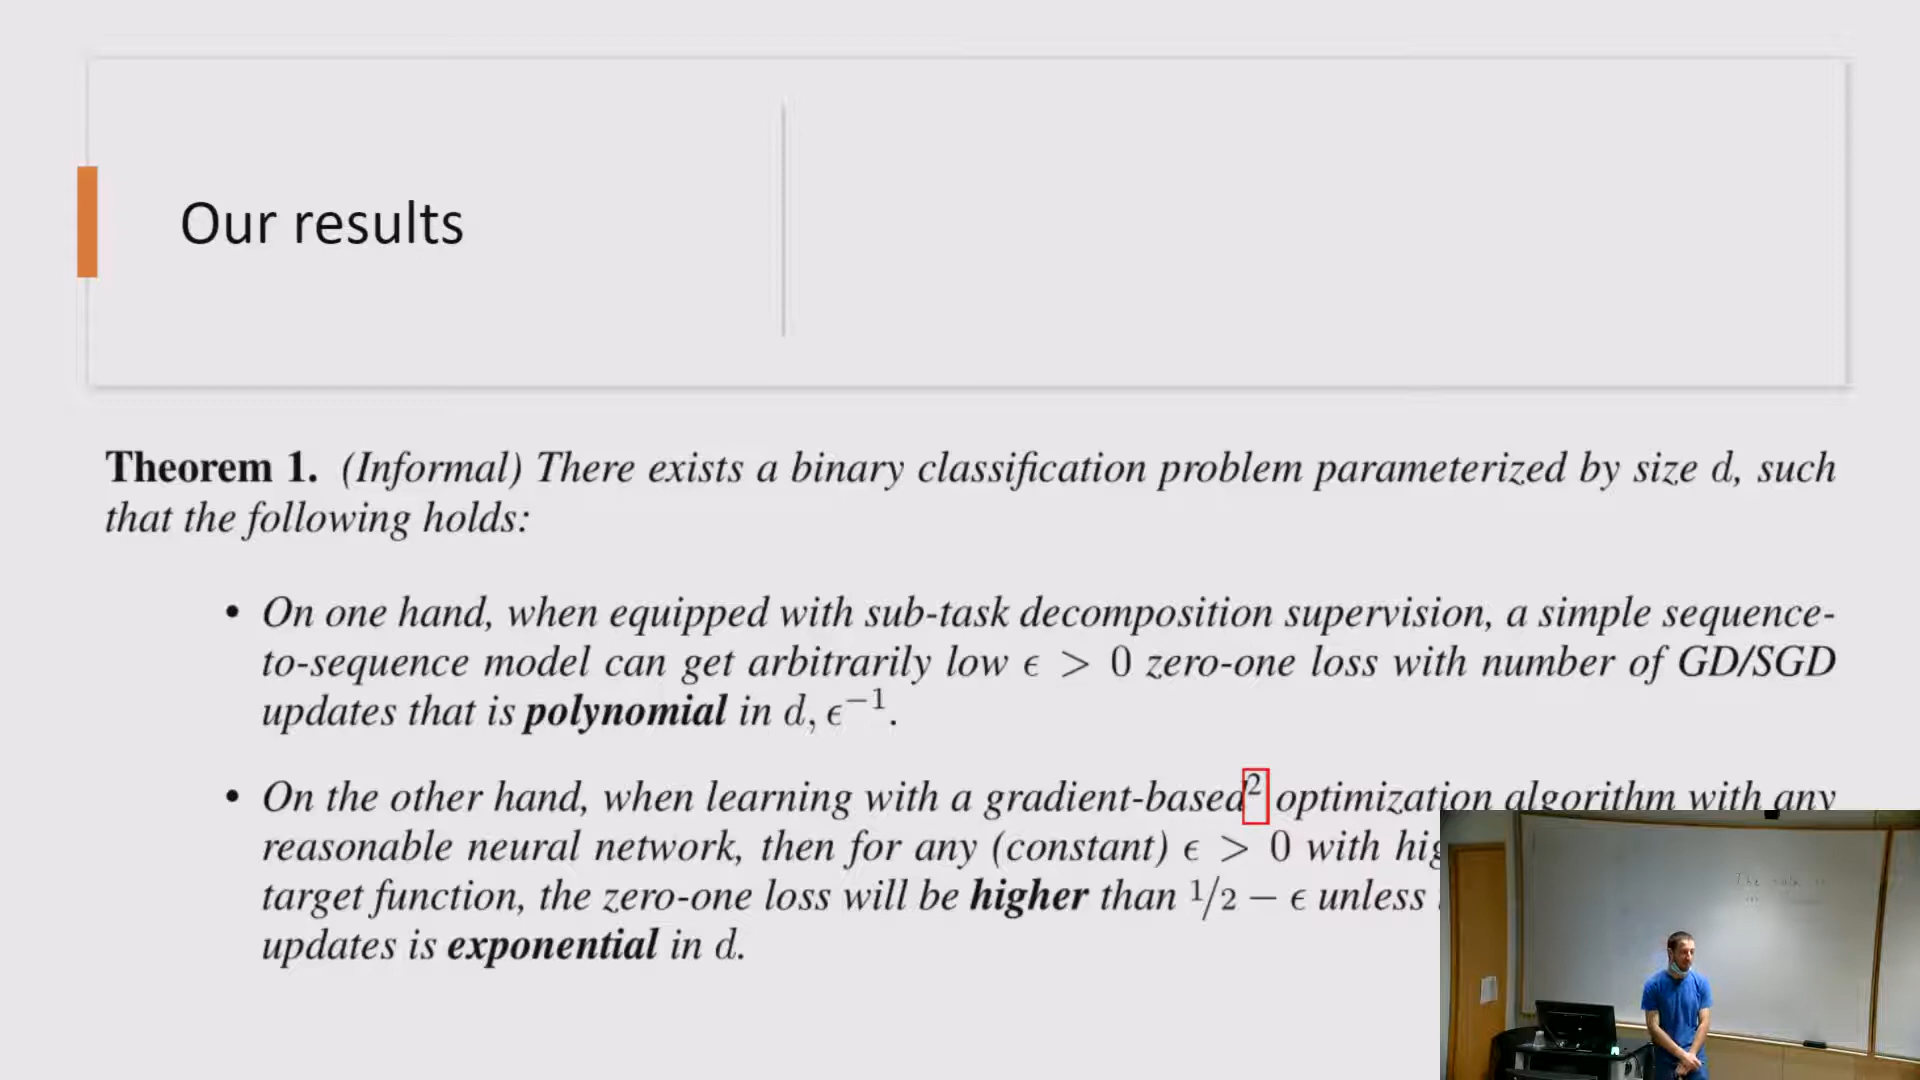 Our results
Theorem 1. (Informal) There exists a binary classification problem parameterized by size d, such
that the following holds:
• On one hand, when equipped with sub-task decomposition supervision, a simple sequence-
to-sequence model can get arbitrarily low ϵ > 0 zero-one loss with number of GD/SGD
updates that is polynomial in d, ϵ⁻¹.
• On the other hand, when learning with a gradient-based² optimization algorithm with any
reasonable neural network, then for any (constant) ϵ > 0 with
target function, the zero-one loss will be higher than 1/2 − ϵ unless
updates is exponential in d.
The